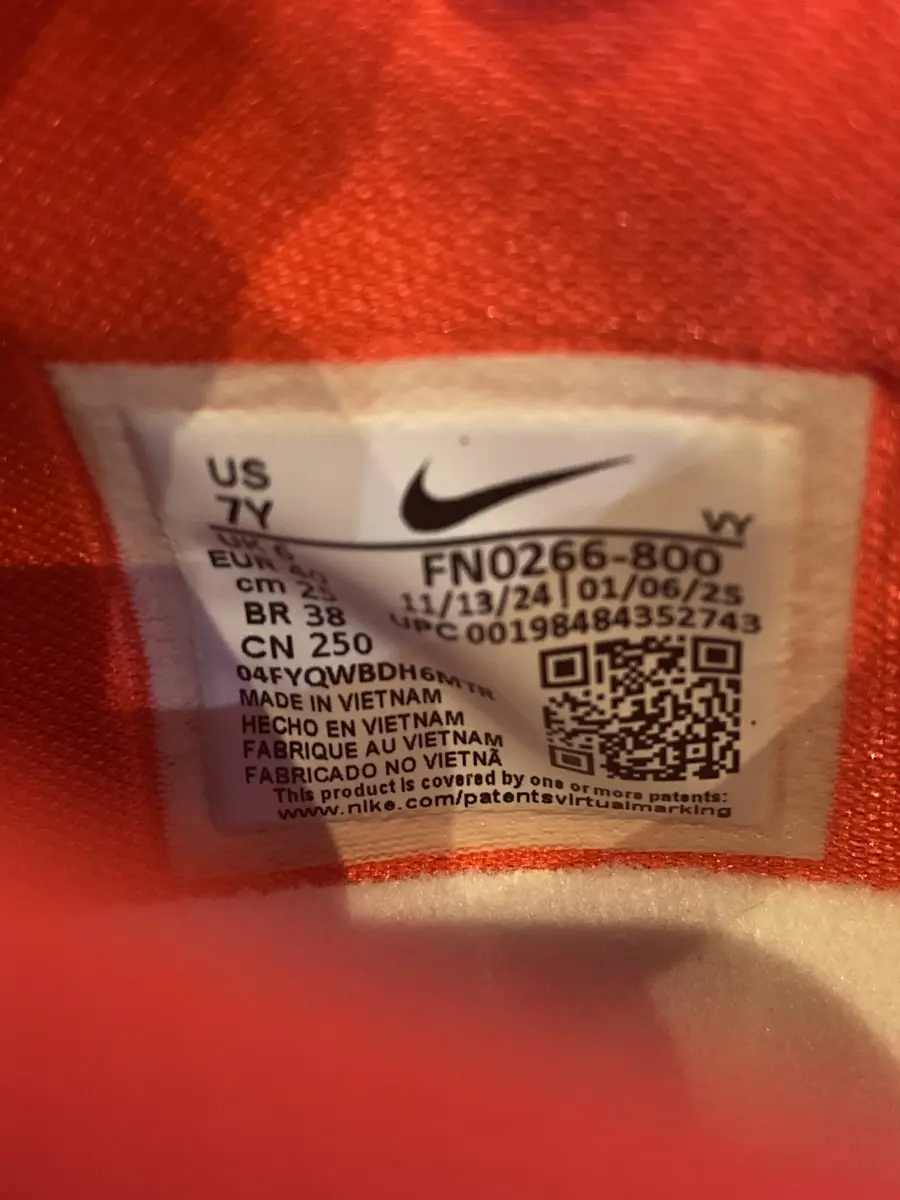 US
7Y
VY
UK 6
EUR 40
cm 25
BR 38
CN 250
FN0266-800
11/13/24 | 01/06/25
UPC 00198484352743
04FYQWBDH6MTR
MADE IN VIETNAM
HECHO EN VIETNAM
FABRIQUE AU VIETNAM
FABRICADO NO VIETNÃ
This product is covered by one or more patents:
www.nike.com/patentsvirtualmarking